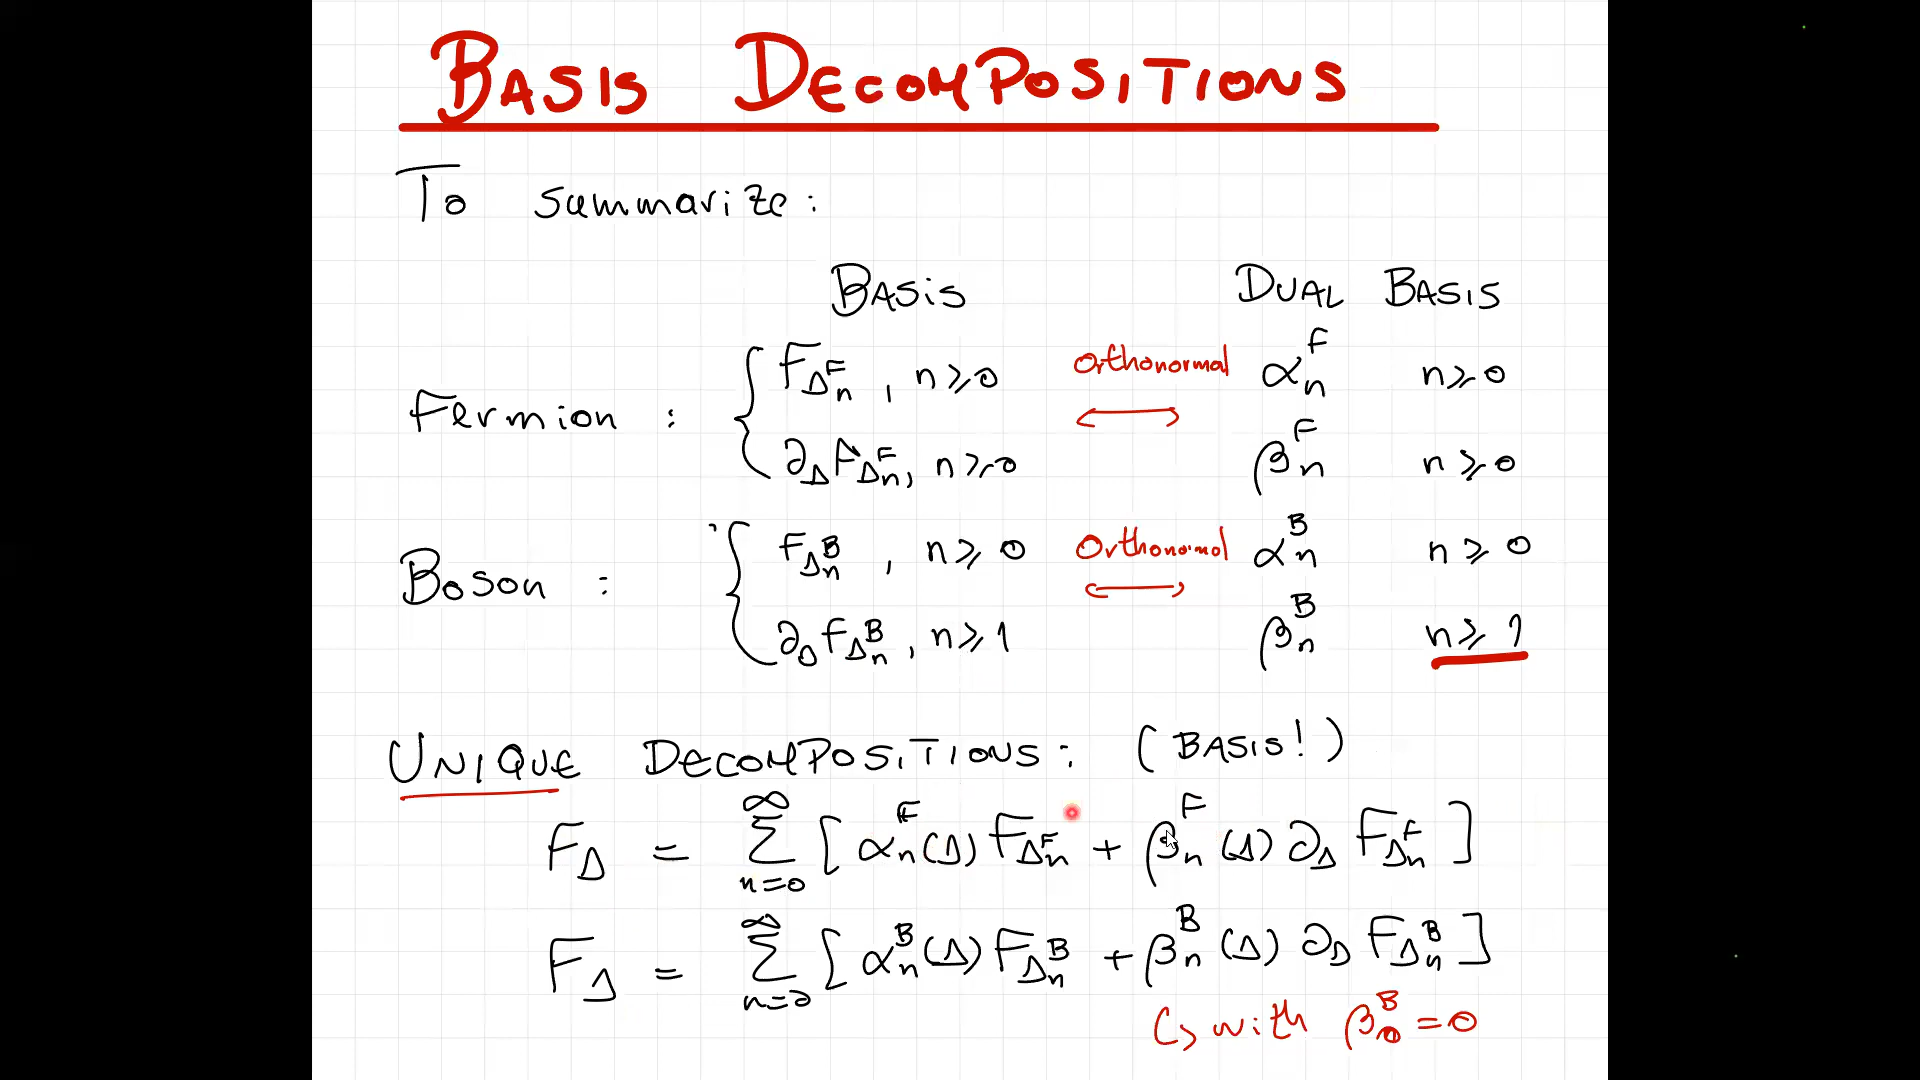 BASIS DECOMPOSITIONS
To summarize:
BASIS DUAL BASIS
Fermion : { F_{Δ_n^F}, n≥0 orthonormal ⟷ α_n^F n≥0
∂_Δ F_{Δ_n^F}, n≥0 β_n^F n≥0
Boson : { F_{Δ_n^B}, n≥0 orthonormal ⟷ α_n^B n≥0
∂_Δ F_{Δ_n^B}, n≥1 β_n^B n≥1
UNIQUE DECOMPOSITIONS: (BASIS!)
F_Δ = ∑_{n=0}^∞ [α_n^F(Δ) F_{Δ_n^F} + β_n^F(Δ) ∂_Δ F_{Δ_n^F}]
F_Δ = ∑_{n=0}^∞ [α_n^B(Δ) F_{Δ_n^B} + β_n^B(Δ) ∂_Δ F_{Δ_n^B}]
↳ with β_0^B = 0